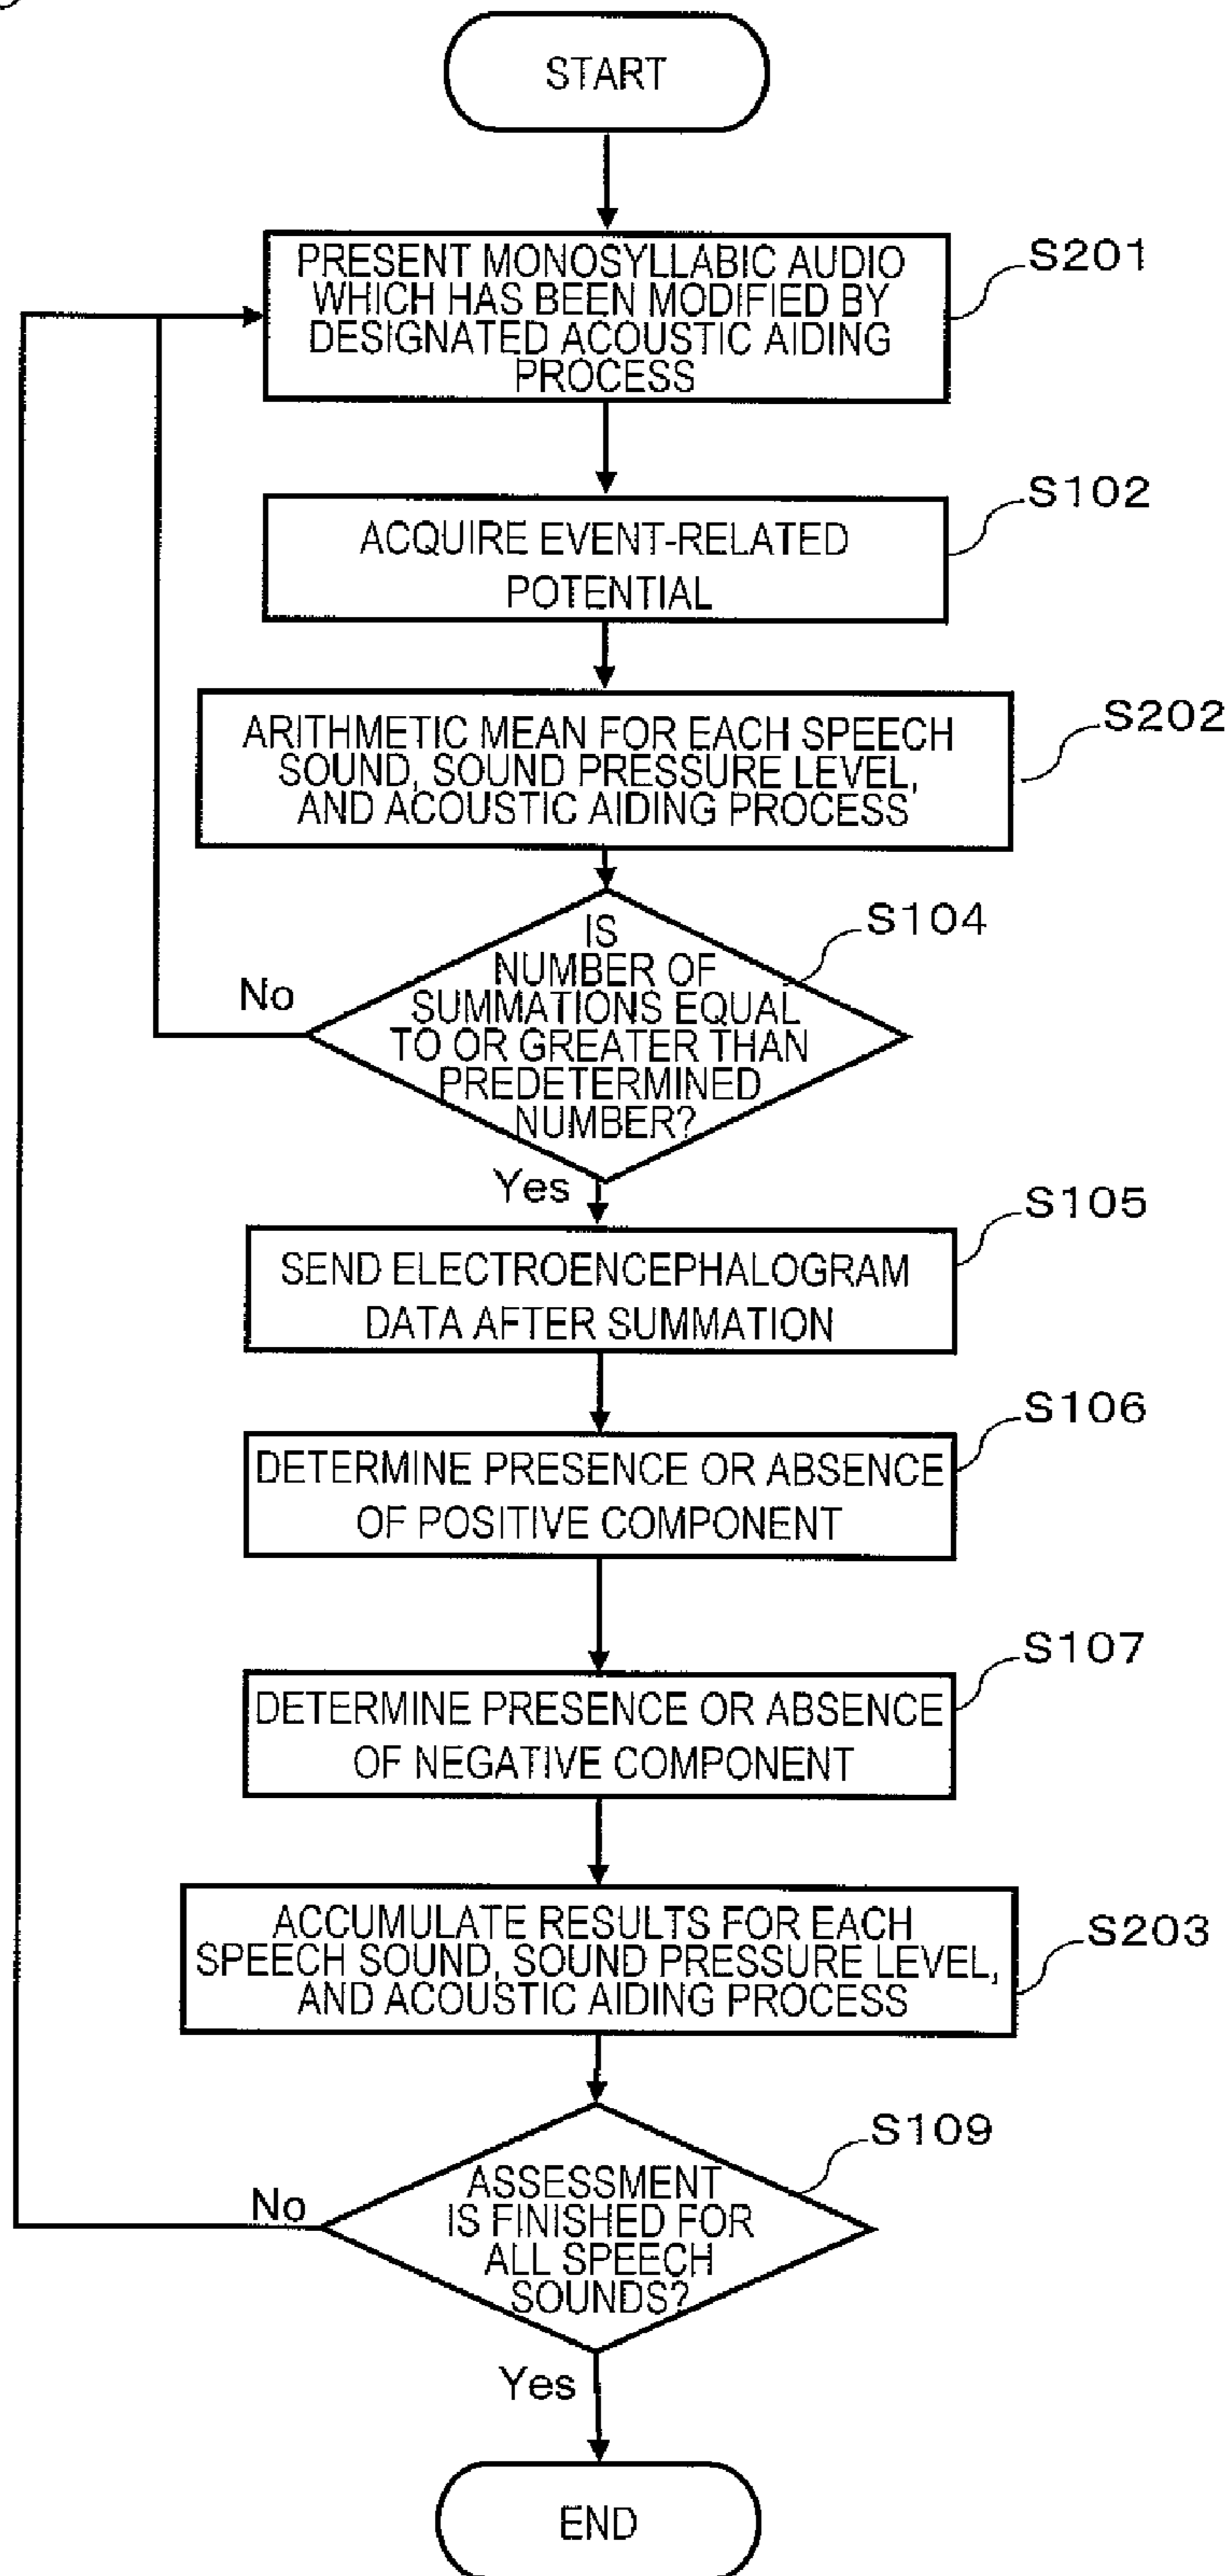 START
PRESENT MONOSYLLABIC AUDIO
WHICH HAS BEEN MODIFIED BY
DESIGNATED ACOUSTIC AIDING
PROCESS
S201
ACQUIRE EVENT-RELATED
POTENTIAL
S102
ARITHMETIC MEAN FOR EACH SPEECH
SOUND, SOUND PRESSURE LEVEL,
AND ACOUSTIC AIDING PROCESS
S202
IS
NUMBER OF
SUMMATIONS EQUAL
TO OR GREATER THAN
PREDETERMINED
NUMBER?
S104
No
Yes
SEND ELECTROENCEPHALOGRAM
DATA AFTER SUMMATION
S105
DETERMINE PRESENCE OR ABSENCE
OF POSITIVE COMPONENT
S106
DETERMINE PRESENCE OR ABSENCE
OF NEGATIVE COMPONENT
S107
ACCUMULATE RESULTS FOR EACH
SPEECH SOUND, SOUND PRESSURE LEVEL,
AND ACOUSTIC AIDING PROCESS
S203
ASSESSMENT
IS FINISHED FOR
ALL SPEECH
SOUNDS?
S109
No
Yes
END